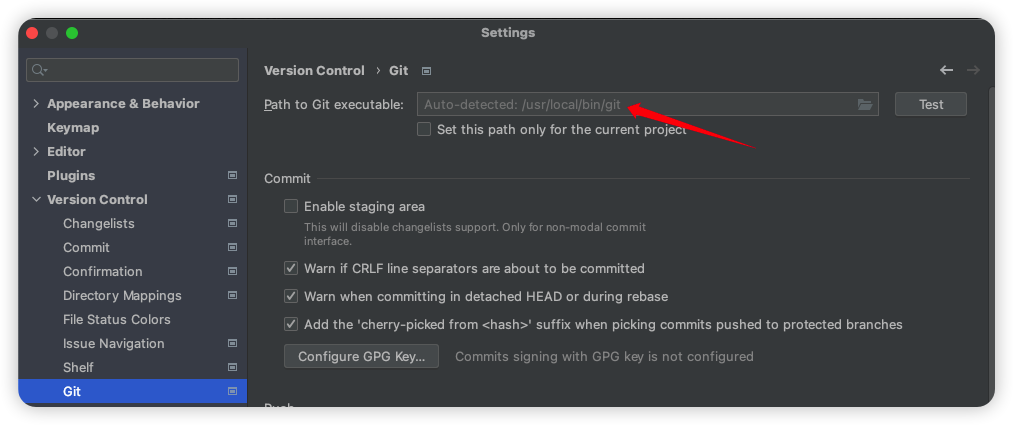 Settings
Version Control › Git
Path to Git executable: Auto-detected: /usr/local/bin/git Test
Set this path only for the current project
Appearance & Behavior
Keymap
Editor
Plugins
Version Control
Changelists
Commit
Confirmation
Directory Mappings
File Status Colors
Issue Navigation
Shelf
Git
Commit
Enable staging area
This will disable changelists support. Only for non-modal commit
interface.
Warn if CRLF line separators are about to be committed
Warn when committing in detached HEAD or during rebase
Add the 'cherry-picked from <hash>' suffix when picking commits pushed to protected branches
Configure GPG Key... Commits signing with GPG key is not configured
Push